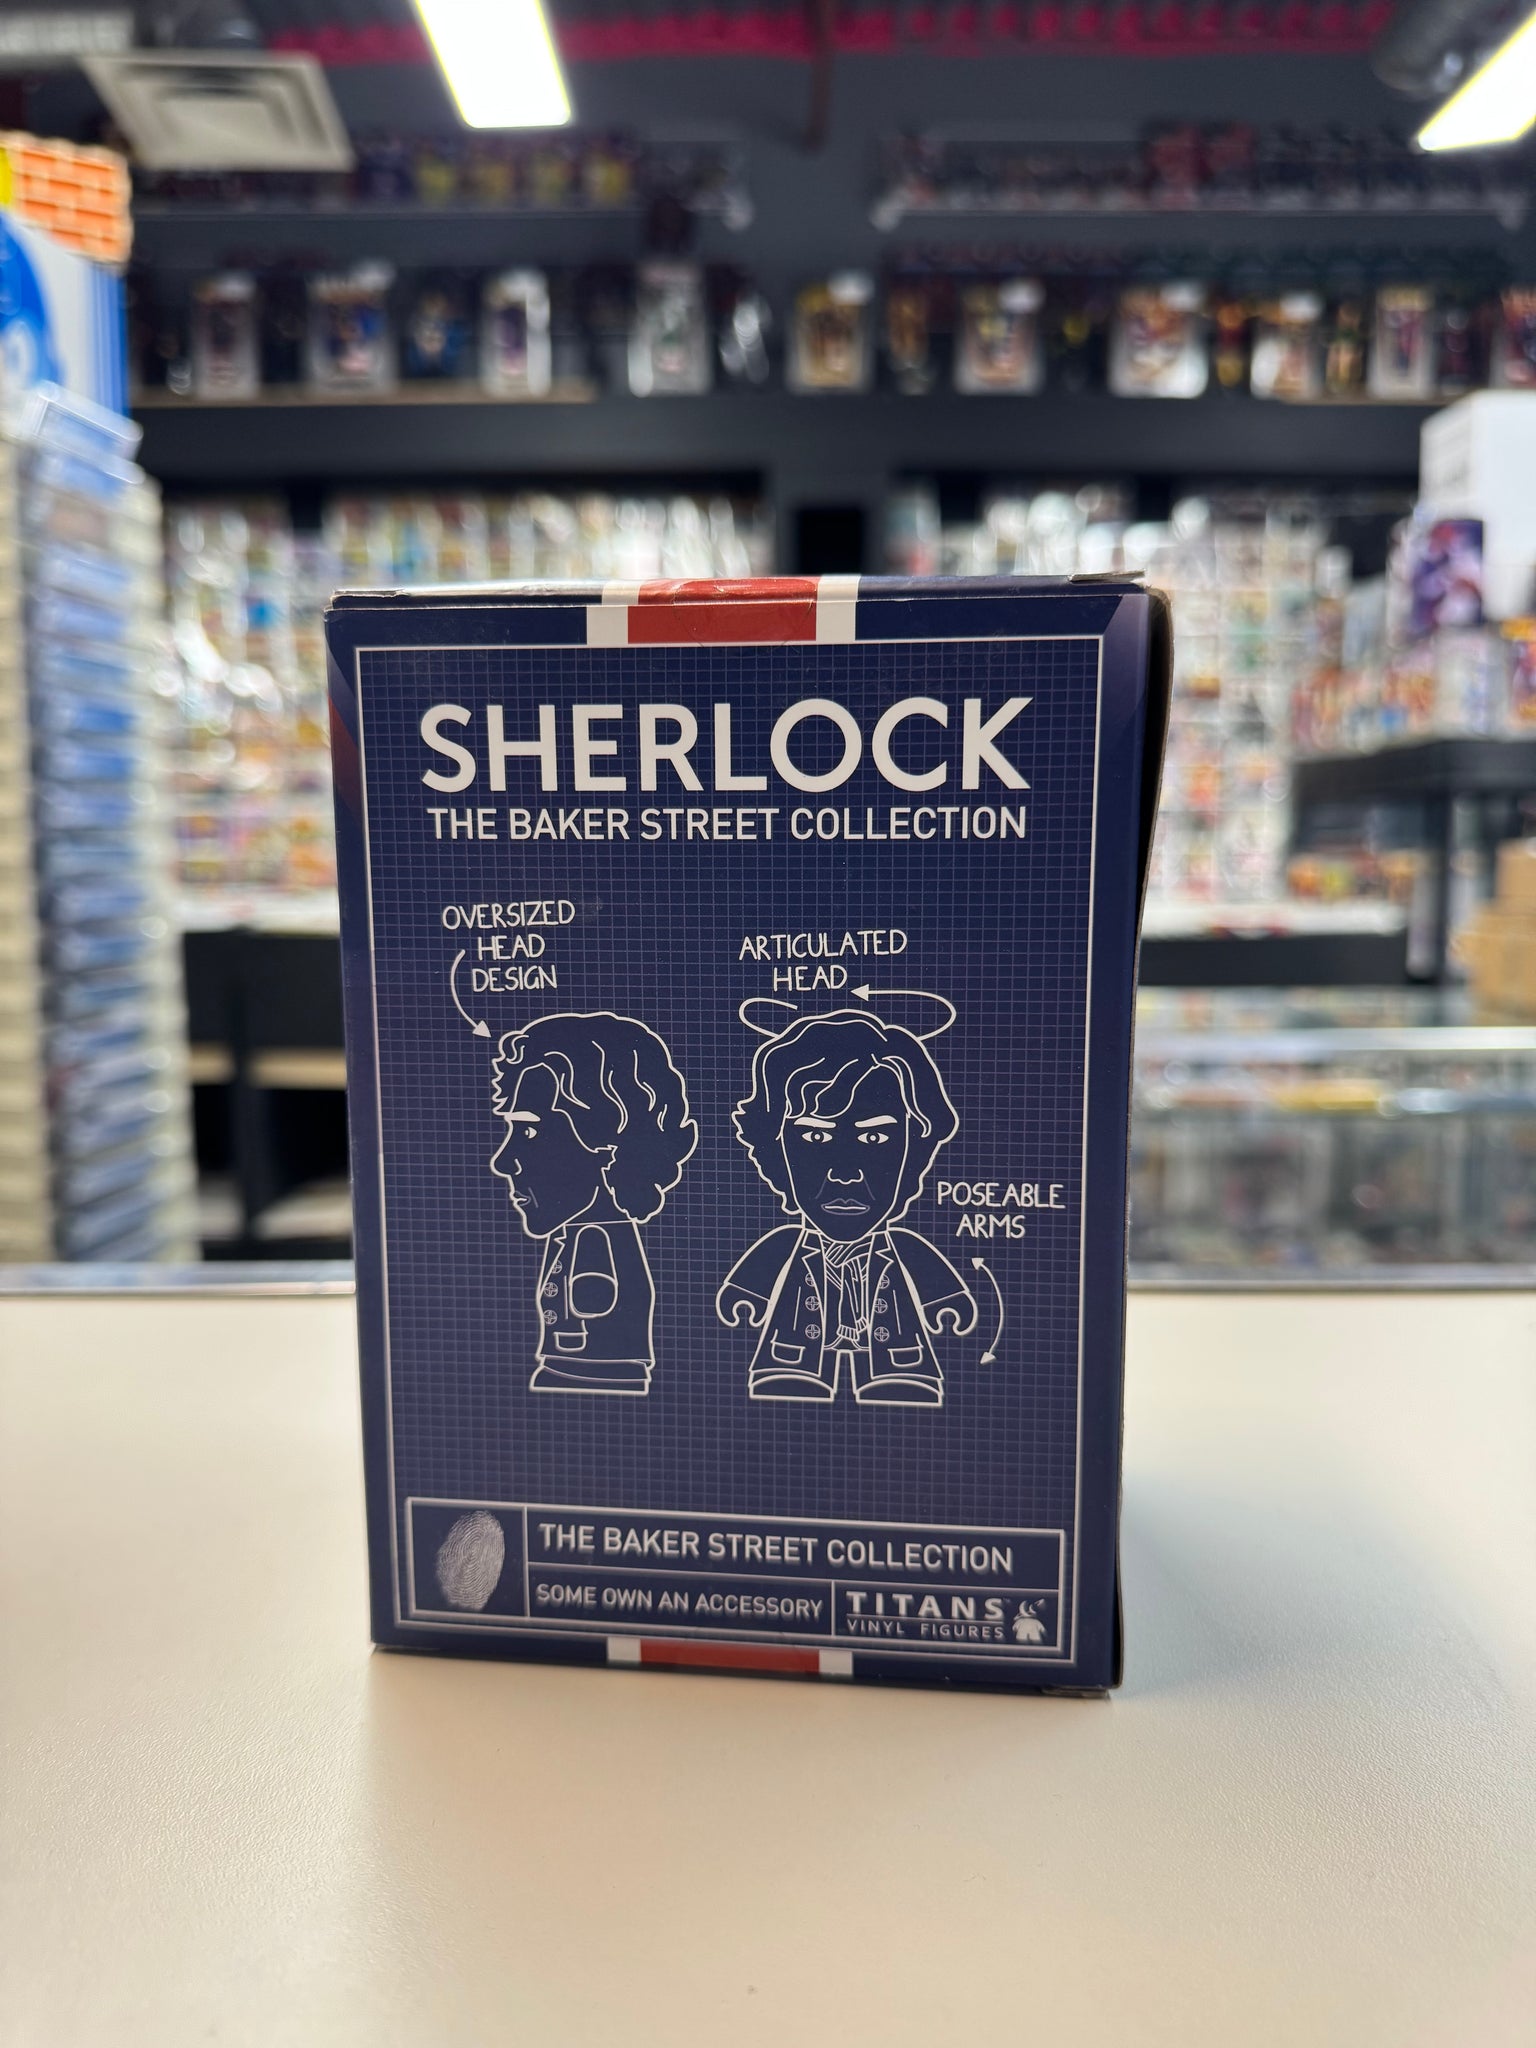 SHERLOCK
THE BAKER STREET COLLECTION
OVERSIZED
HEAD
DESIGN
ARTICULATED
HEAD
POSEABLE
ARMS
THE BAKER STREET COLLECTION
SOME OWN AN ACCESSORY
TITANS
VINYL FIGURES